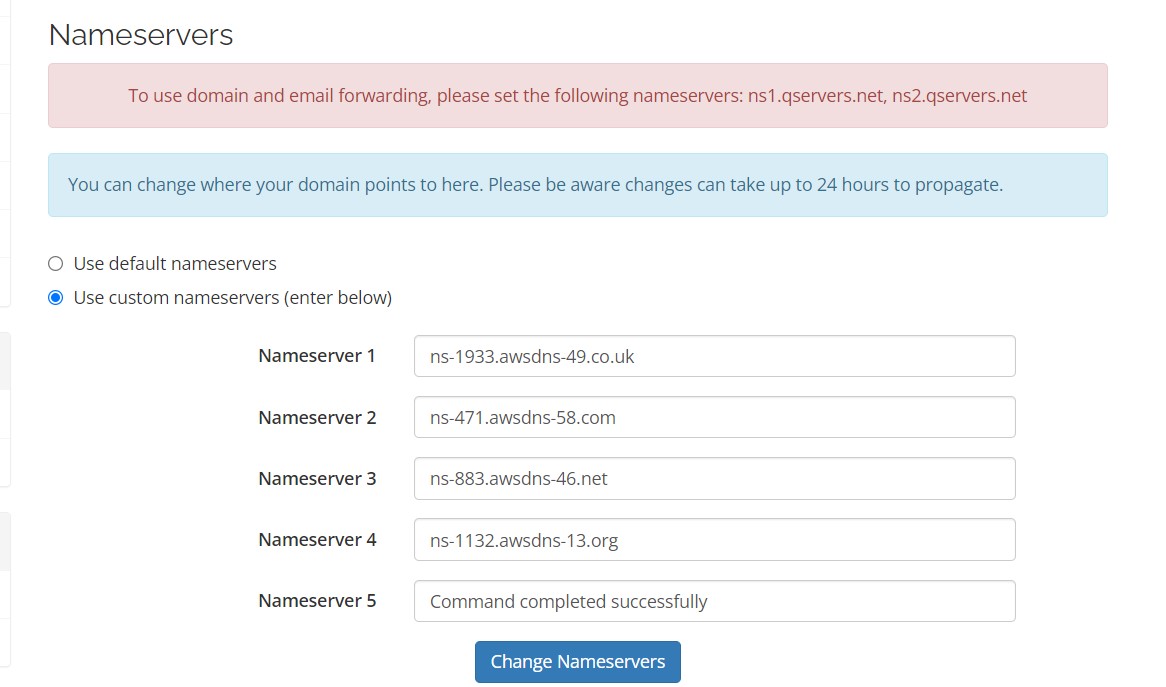 Nameservers
To use domain and email forwarding, please set the following nameservers: ns1.qservers.net, ns2.qservers.net
You can change where your domain points to here. Please be aware changes can take up to 24 hours to propagate.
Use default nameservers
Use custom nameservers (enter below)
Nameserver 1 ns-1933.awsdns-49.co.uk
Nameserver 2 ns-471.awsdns-58.com
Nameserver 3 ns-883.awsdns-46.net
Nameserver 4 ns-1132.awsdns-13.org
Nameserver 5 Command completed successfully
Change Nameservers